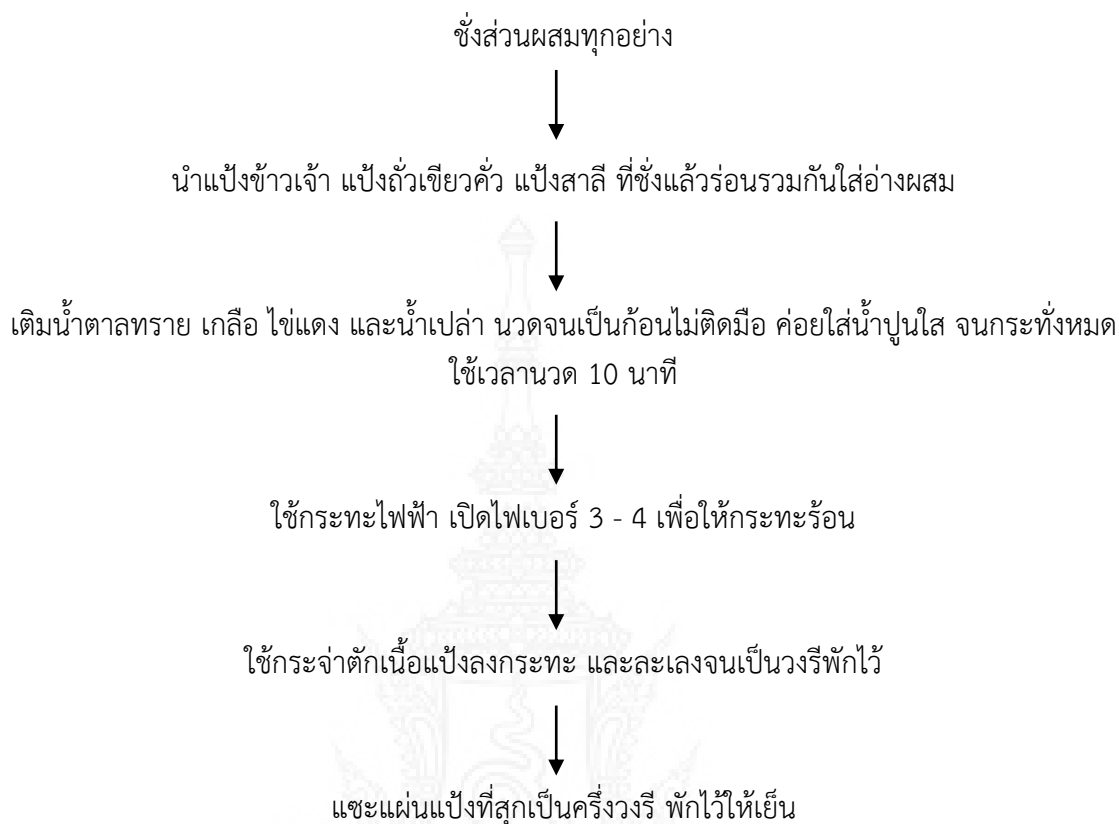 ชั่งส่วนผสมทุกอย่าง
นำแป้งข้าวเจ้า แป้งถั่วเขียวคั่ว แป้งสาลี ที่ชั่งแล้วร่อนรวมกันใส่อ่างผสม
เติมน้ำตาลทราย เกลือ ไข่แดง และน้ำเปล่า นวดจนเป็นก้อนไม่ติดมือ ค่อยใส่น้ำปูนใส จนกระทั่งหมด
ใช้เวลานวด 10 นาที
ใช้กระทะไฟฟ้า เปิดไฟเบอร์ 3 - 4 เพื่อให้กระทะร้อน
ใช้กระจ่าตักเนื้อแป้งลงกระทะ และละเลงจนเป็นวงรีพักไว้
แซะแผ่นแป้งที่สุกเป็นครึ่งวงรี พักไว้ให้เย็น